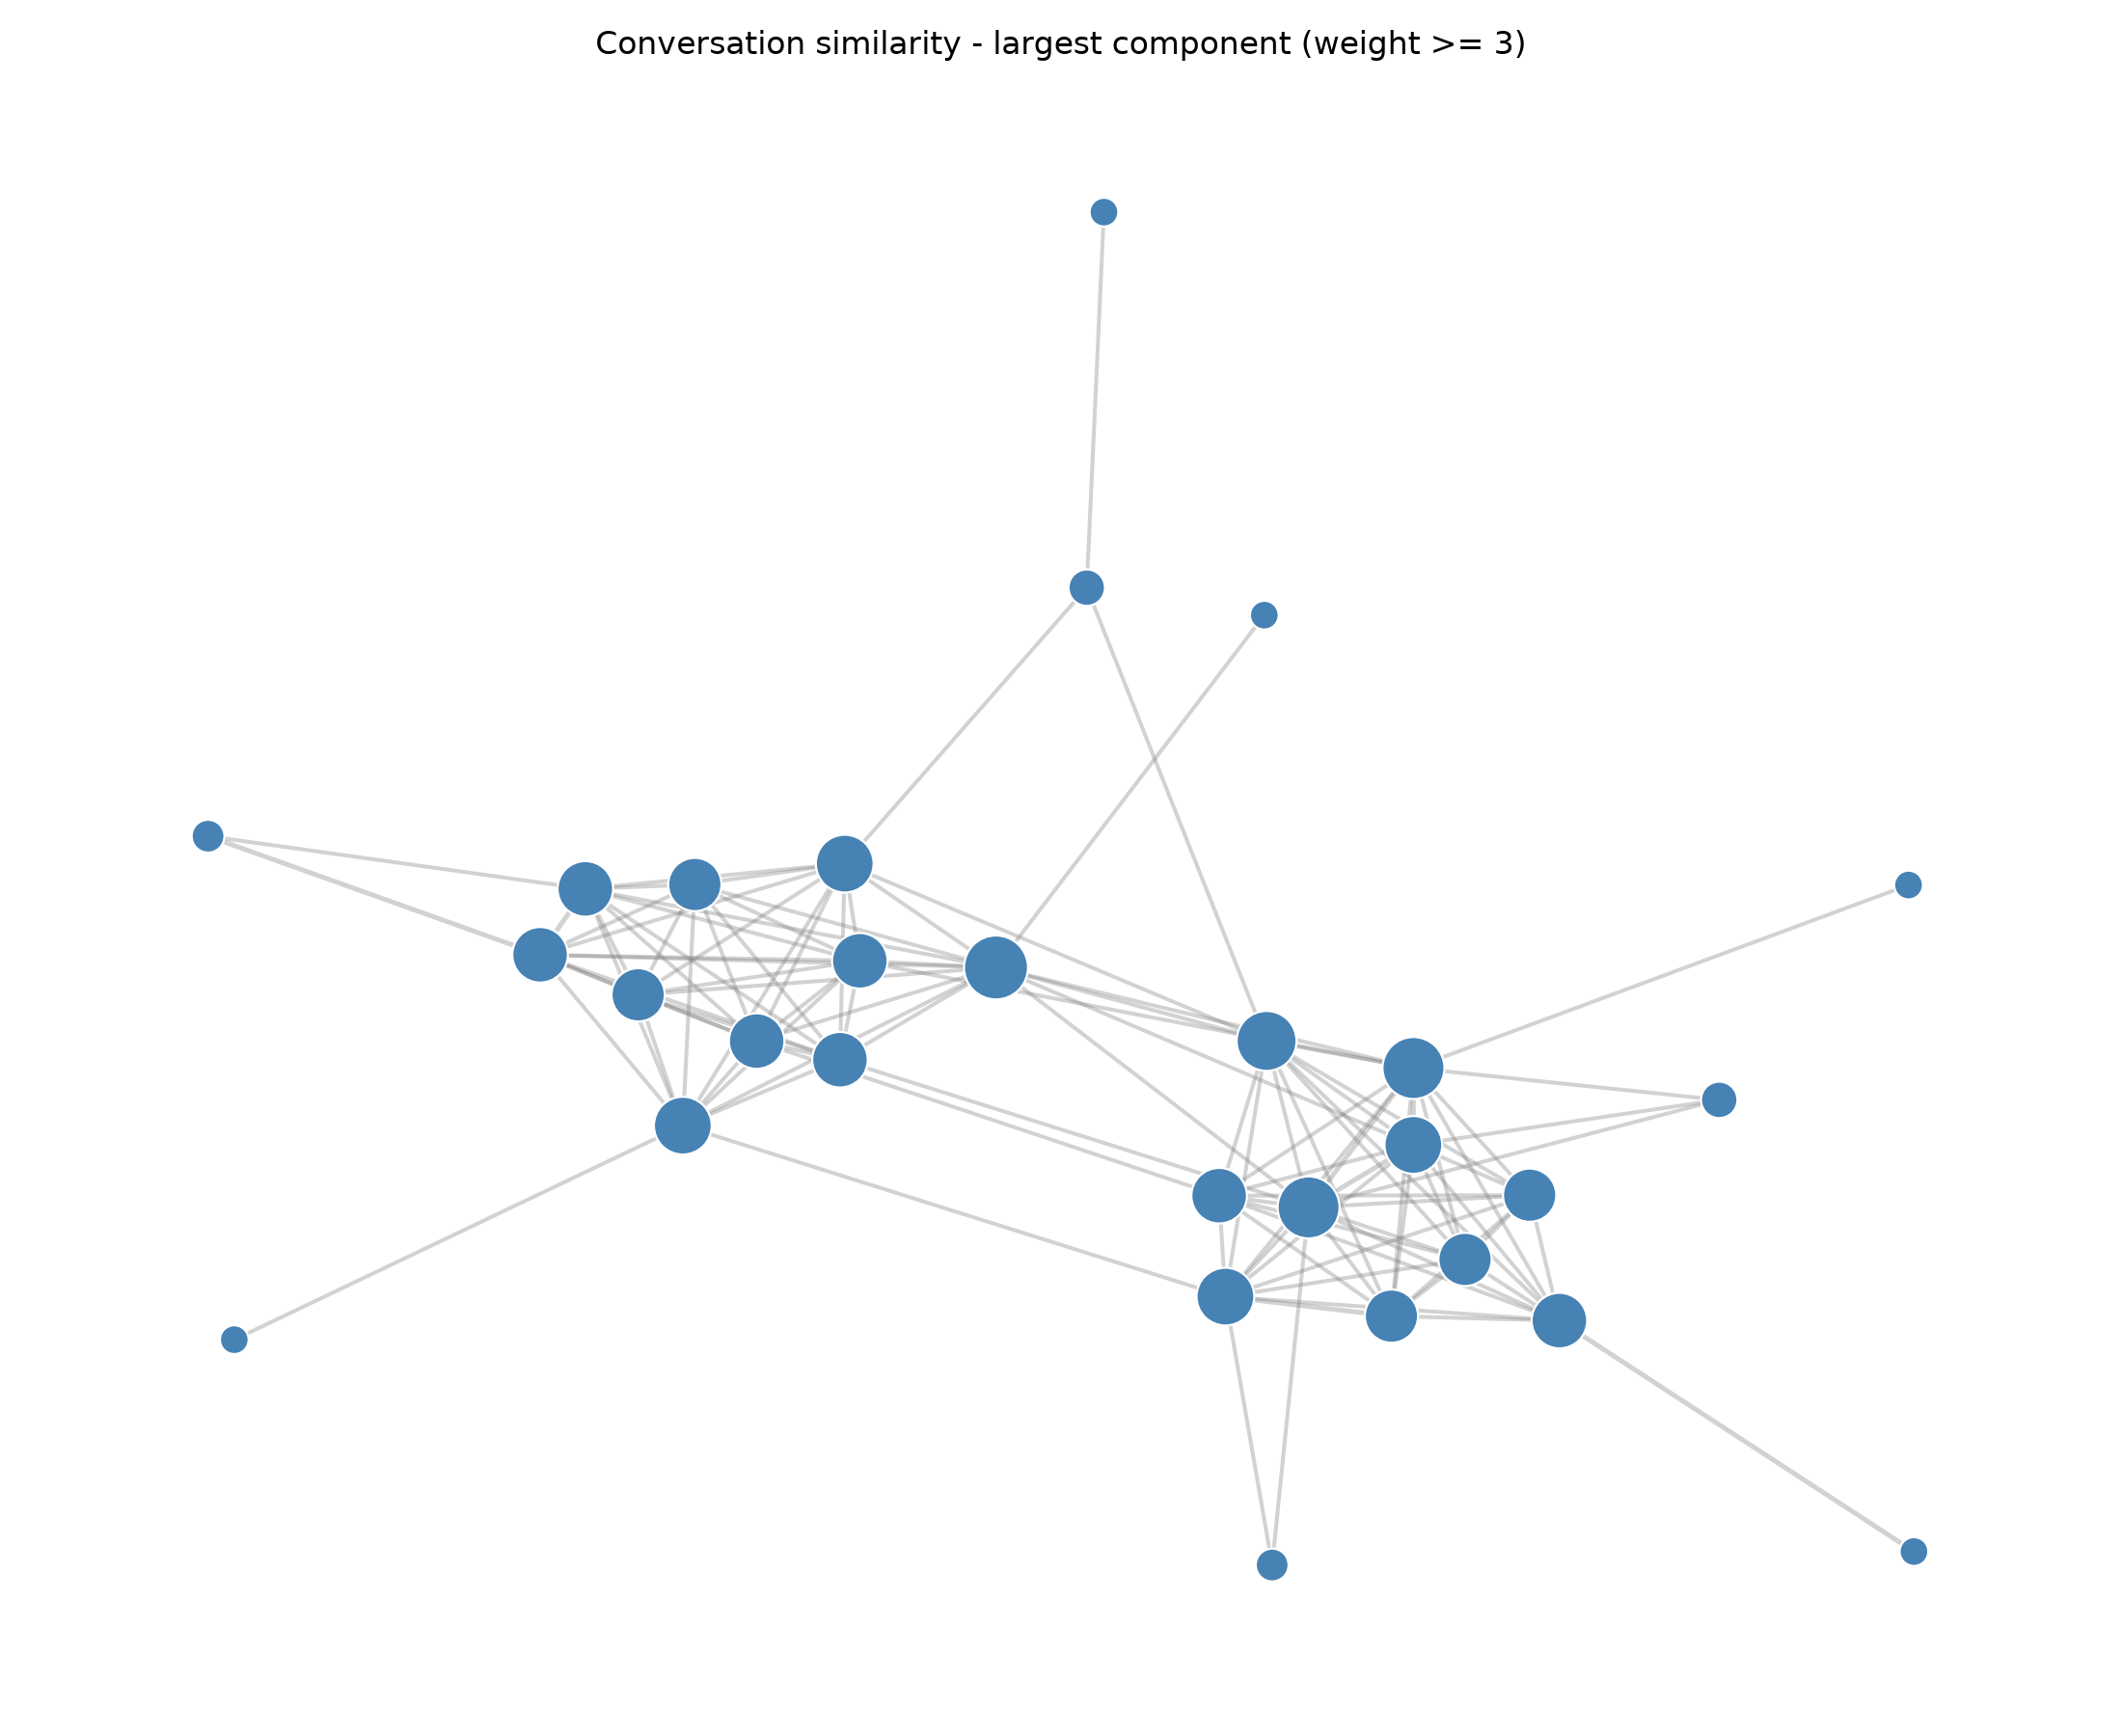 Conversation similarity - largest component (weight >= 3)